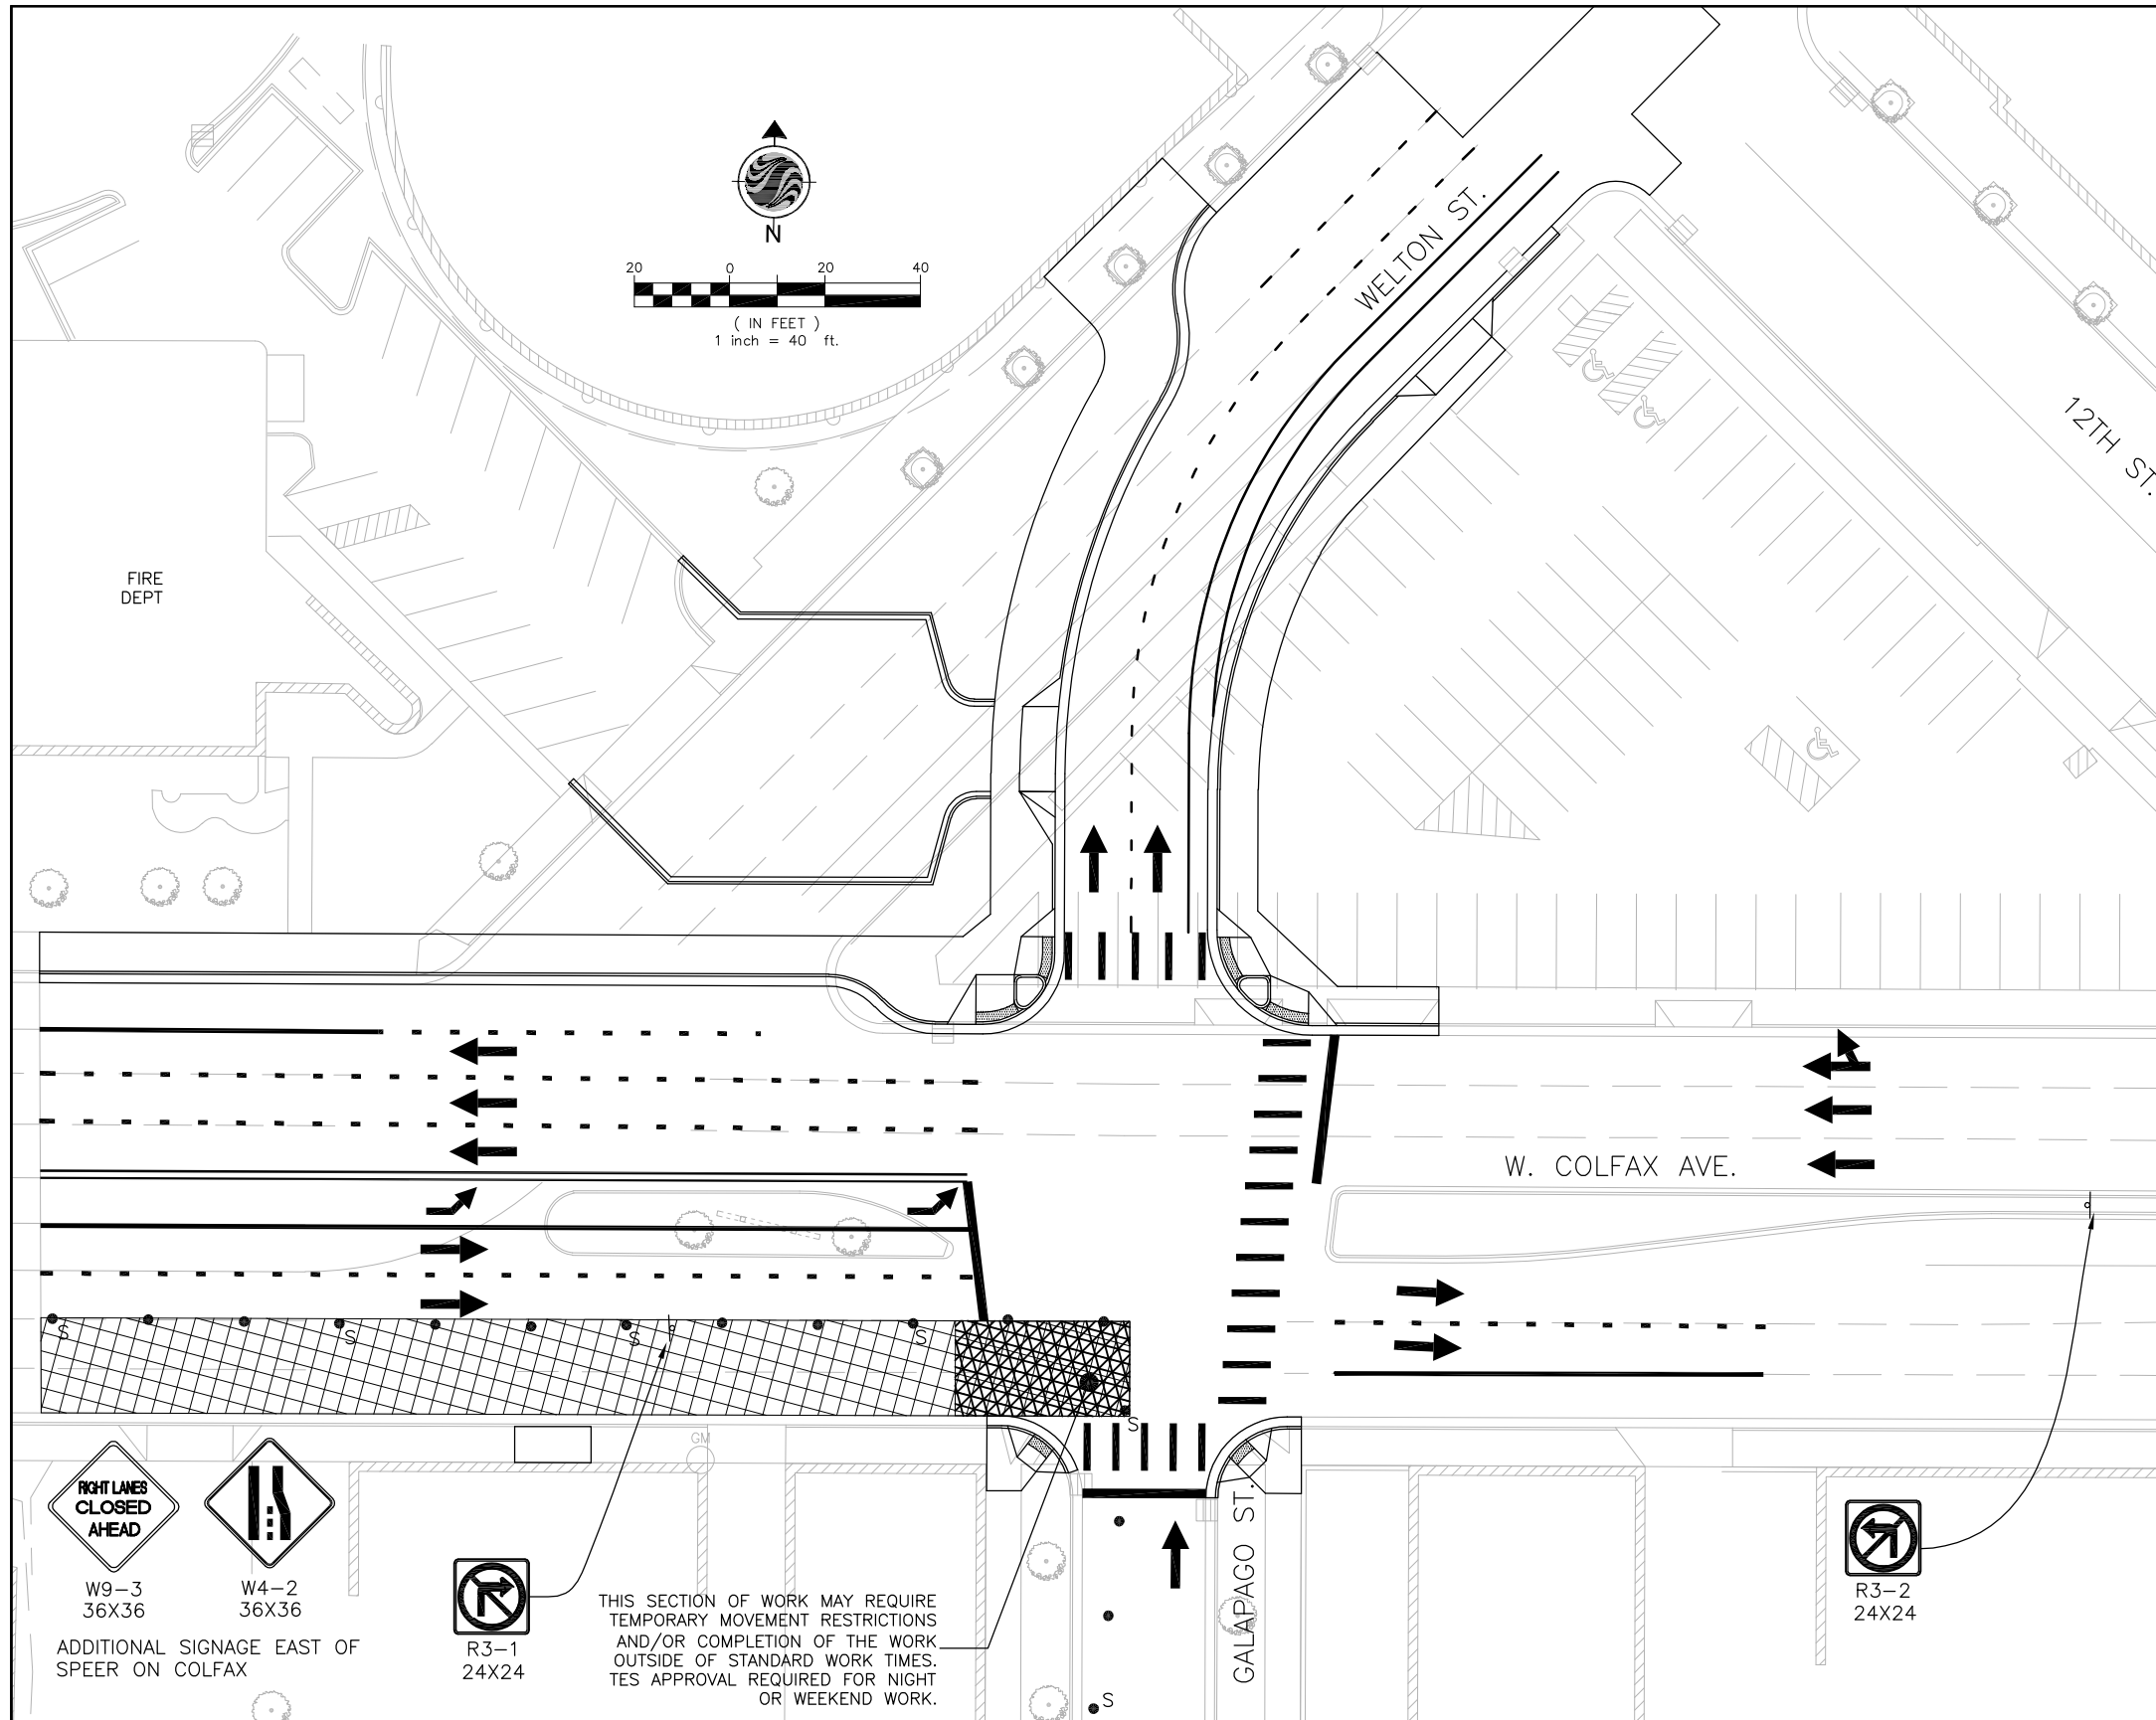 N
20 0 20 40
( IN FEET )
1 inch = 40 ft.
WELTON ST.
12TH ST.
FIRE
DEPT
W. COLFAX AVE.
S
S
S
S
S
GM
RIGHT LANES
CLOSED
AHEAD
W9-3
36X36
W4-2
36X36
ADDITIONAL SIGNAGE EAST OF
SPEER ON COLFAX
R3-1
24X24
THIS SECTION OF WORK MAY REQUIRE
TEMPORARY MOVEMENT RESTRICTIONS
AND/OR COMPLETION OF THE WORK
OUTSIDE OF STANDARD WORK TIMES.
TES APPROVAL REQUIRED FOR NIGHT
OR WEEKEND WORK.
S
GALAPAGO ST.
R3-2
24X24